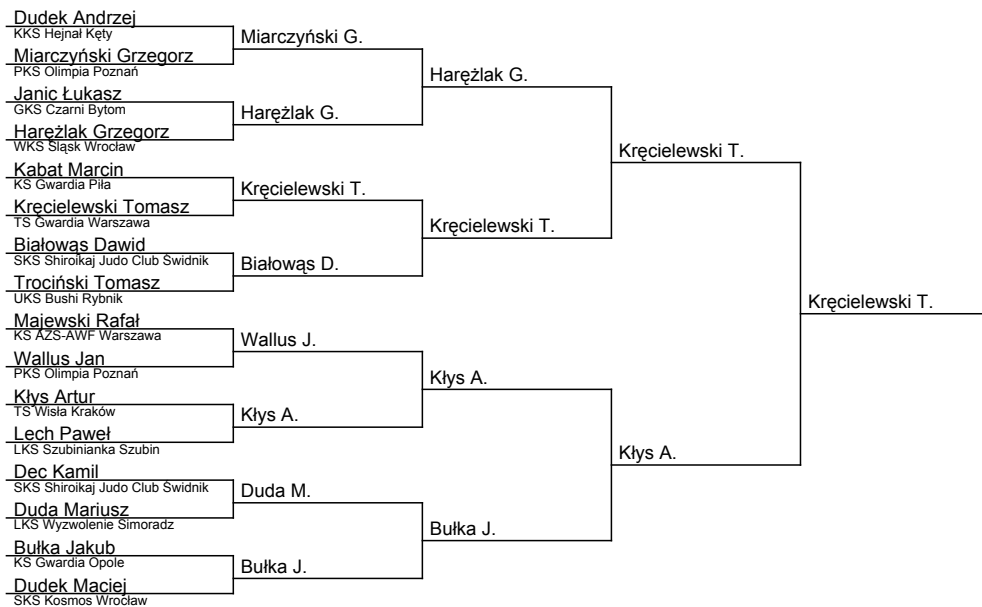 Dudek Andrzej
KKS Hejnał Kęty
Miarczyński Grzegorz
PKS Olimpia Poznań
Janic Łukasz
GKS Czarni Bytom
Harężlak Grzegorz
WKS Śląsk Wrocław
Kabat Marcin
KS Gwardia Piła
Kręcielewski Tomasz
TS Gwardia Warszawa
Białowąs Dawid
SKS Shiroikaj Judo Club Świdnik
Trociński Tomasz
UKS Bushi Rybnik
Majewski Rafał
KS AZS-AWF Warszawa
Wallus Jan
PKS Olimpia Poznań
Kłys Artur
TS Wisła Kraków
Lech Paweł
LKS Szubinianka Szubin
Dec Kamil
SKS Shiroikaj Judo Club Świdnik
Duda Mariusz
LKS Wyzwolenie Simoradz
Bułka Jakub
KS Gwardia Opole
Dudek Maciej
SKS Kosmos Wrocław
Miarczyński G.
Harężlak G.
Kręcielewski T.
Białowąs D.
Wallus J.
Kłys A.
Duda M.
Bułka J.
Harężlak G.
Kręcielewski T.
Kłys A.
Bułka J.
Kręcielewski T.
Kłys A.
Kręcielewski T.